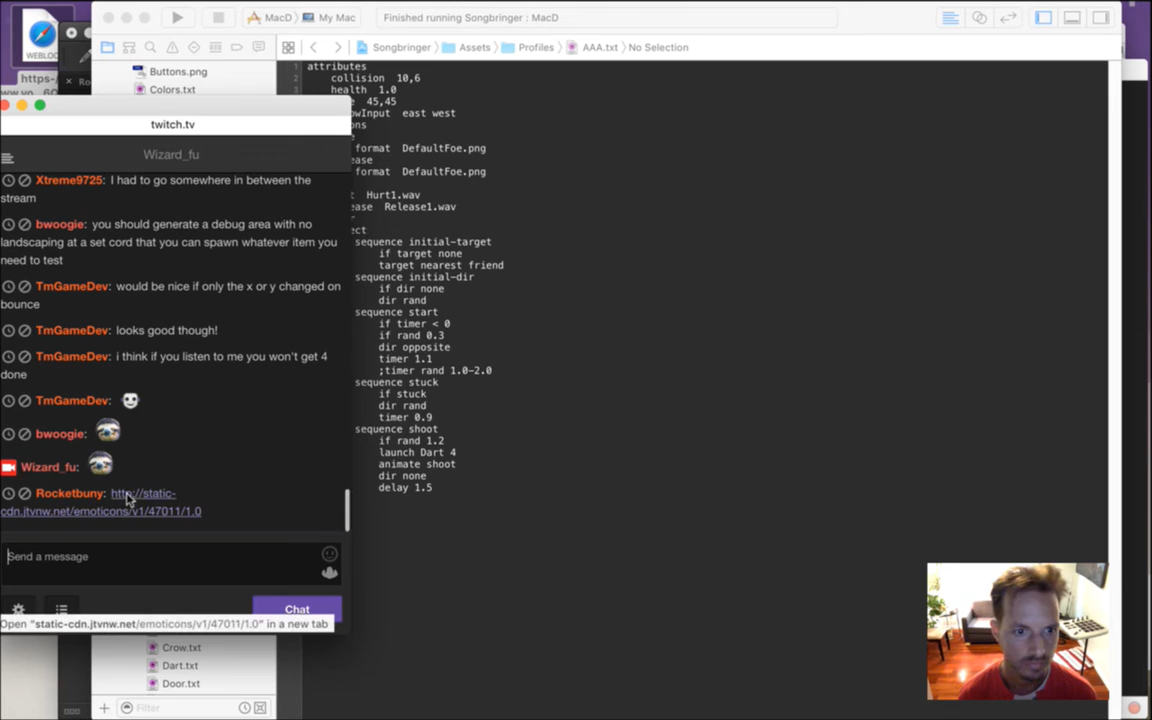 MacD
My Mac
Finished running Songbringer : MacD
WEBLOC
https:-
Songbringer
Assets
Profiles
AAA.txt
No Selection
Buttons.png
Colors.txt
twitch.tv
Wizard_fu
Xtreme9725: I had to go somewhere in between the
stream
bwoogie: you should generate a debug area with no
landscaping at a set cord that you can spawn whatever item you
need to test
TmGameDev: would be nice if only the x or y changed on
bounce
TmGameDev: looks good though!
TmGameDev: i think if you listen to me you won't get 4
done
TmGameDev:
bwoogie:
Wizard_fu:
Rocketbuny: http://static-
cdn.jtvnw.net/emoticons/v1/47011/1.0
Send a message
Chat
Open "static-cdn.jtvnw.net/emoticons/v1/47011/1.0" in a new tab
Crow.txt
Dart.txt
Door.txt
Filter
1
2
3
attributes
collision 10,6
health 1.0
45,45
owInput east west
ons
format DefaultFoe.png
ease
format DefaultFoe.png
t Hurt1.wav
ease Release1.wav
ect
sequence initial-target
if target none
target nearest friend
sequence initial-dir
if dir none
dir rand
sequence start
if timer < 0
if rand 0.3
dir opposite
timer 1.1
;timer rand 1.0-2.0
sequence stuck
if stuck
dir rand
timer 0.9
sequence shoot
if rand 1.2
launch Dart 4
animate shoot
dir none
delay 1.5